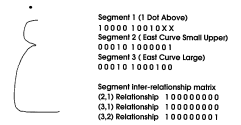 Segment 1 (1 Dot Above)
10000 10010XX
Segment 2 ( East Curve Small Upper)
00010 1000001
Segment 3 ( East Curve Large)
00010 1000100
Segment inter-relationship matrix
(2,1) Relationship 100000000
(3,1) Relationship 100000000
(3,2) Relationship 100000001